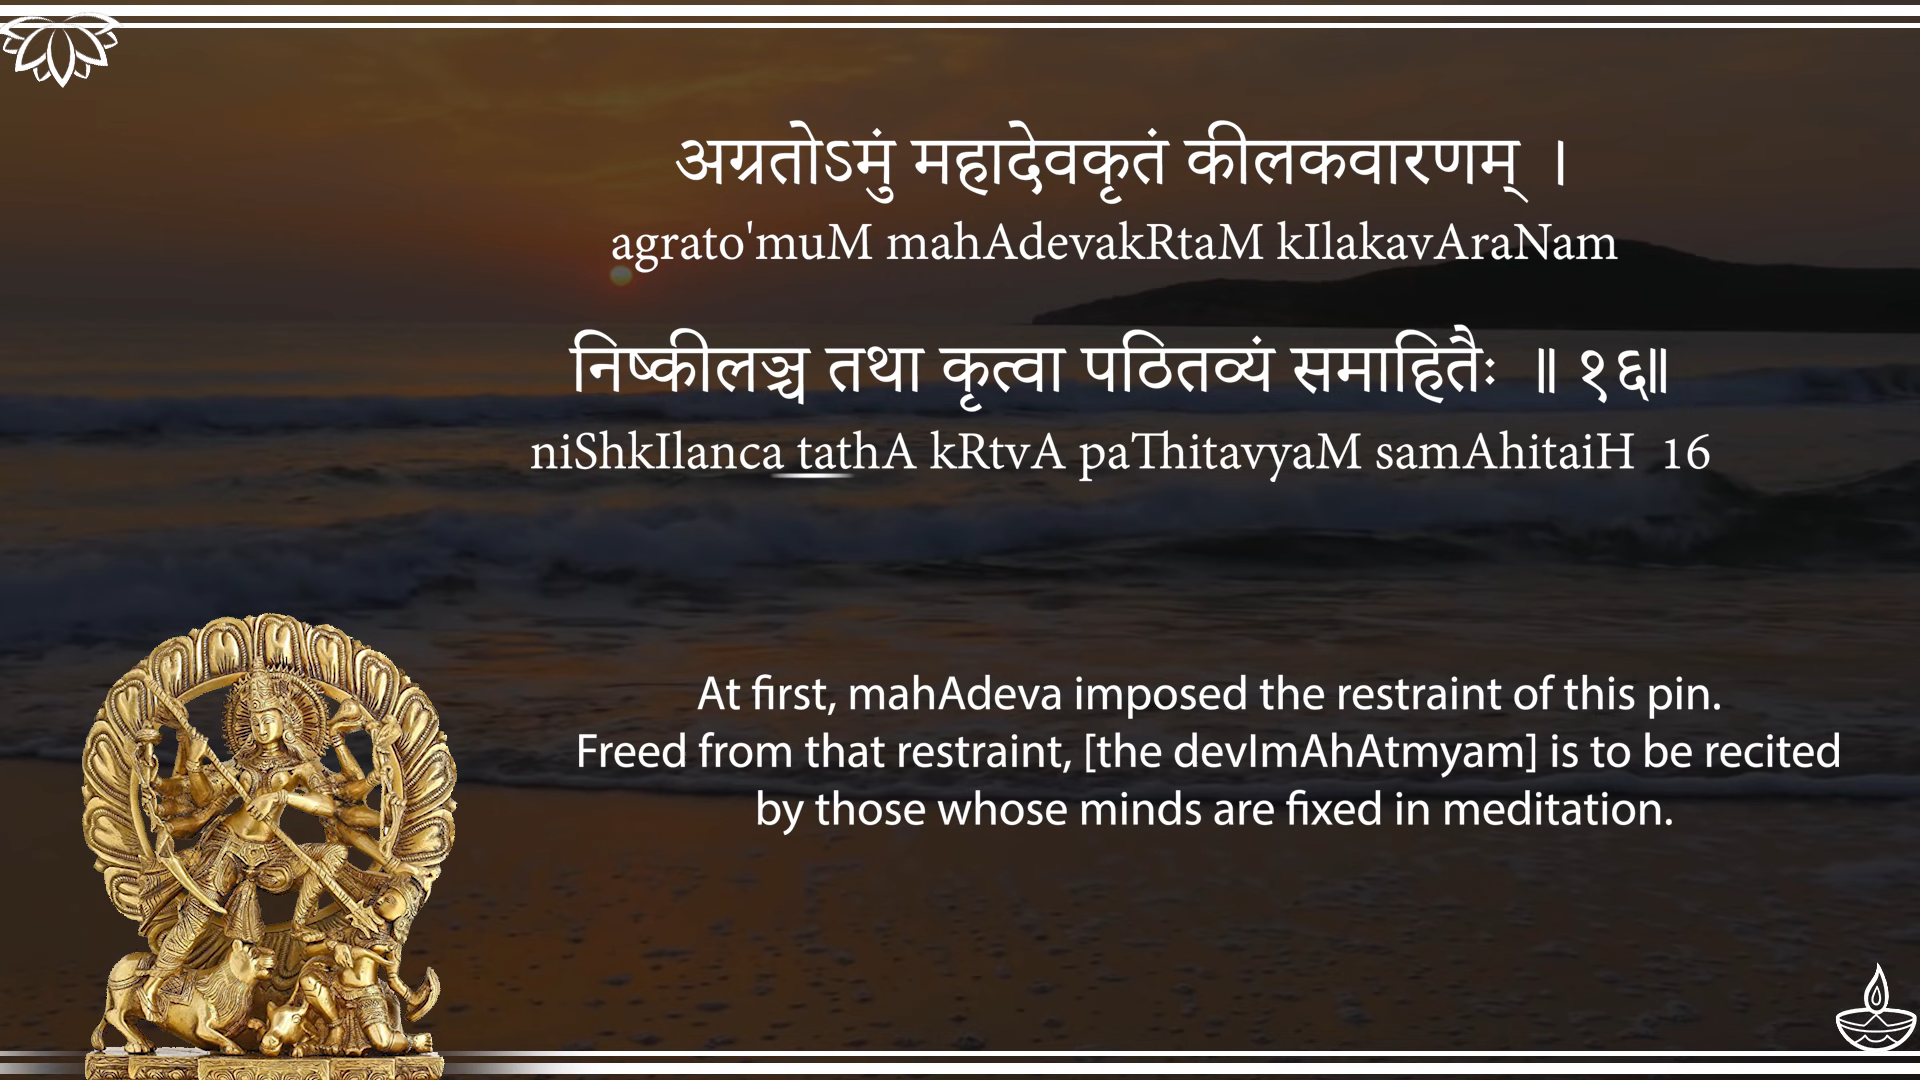 अग्रतोऽमुं महादेवकृतं कीलकवारणम् ।
agrato'muM mahAdevakRtaM kIlakavAraNam
निष्कीलञ्च तथा कृत्वा पठितव्यं समाहितैः ॥ १६॥
niShkIlanca tathA kRtvA paThitavyaM samAhitaiH 16
At first, mahAdeva imposed the restraint of this pin.
Freed from that restraint, [the devImAhAtmyam] is to be recited
by those whose minds are fixed in meditation.